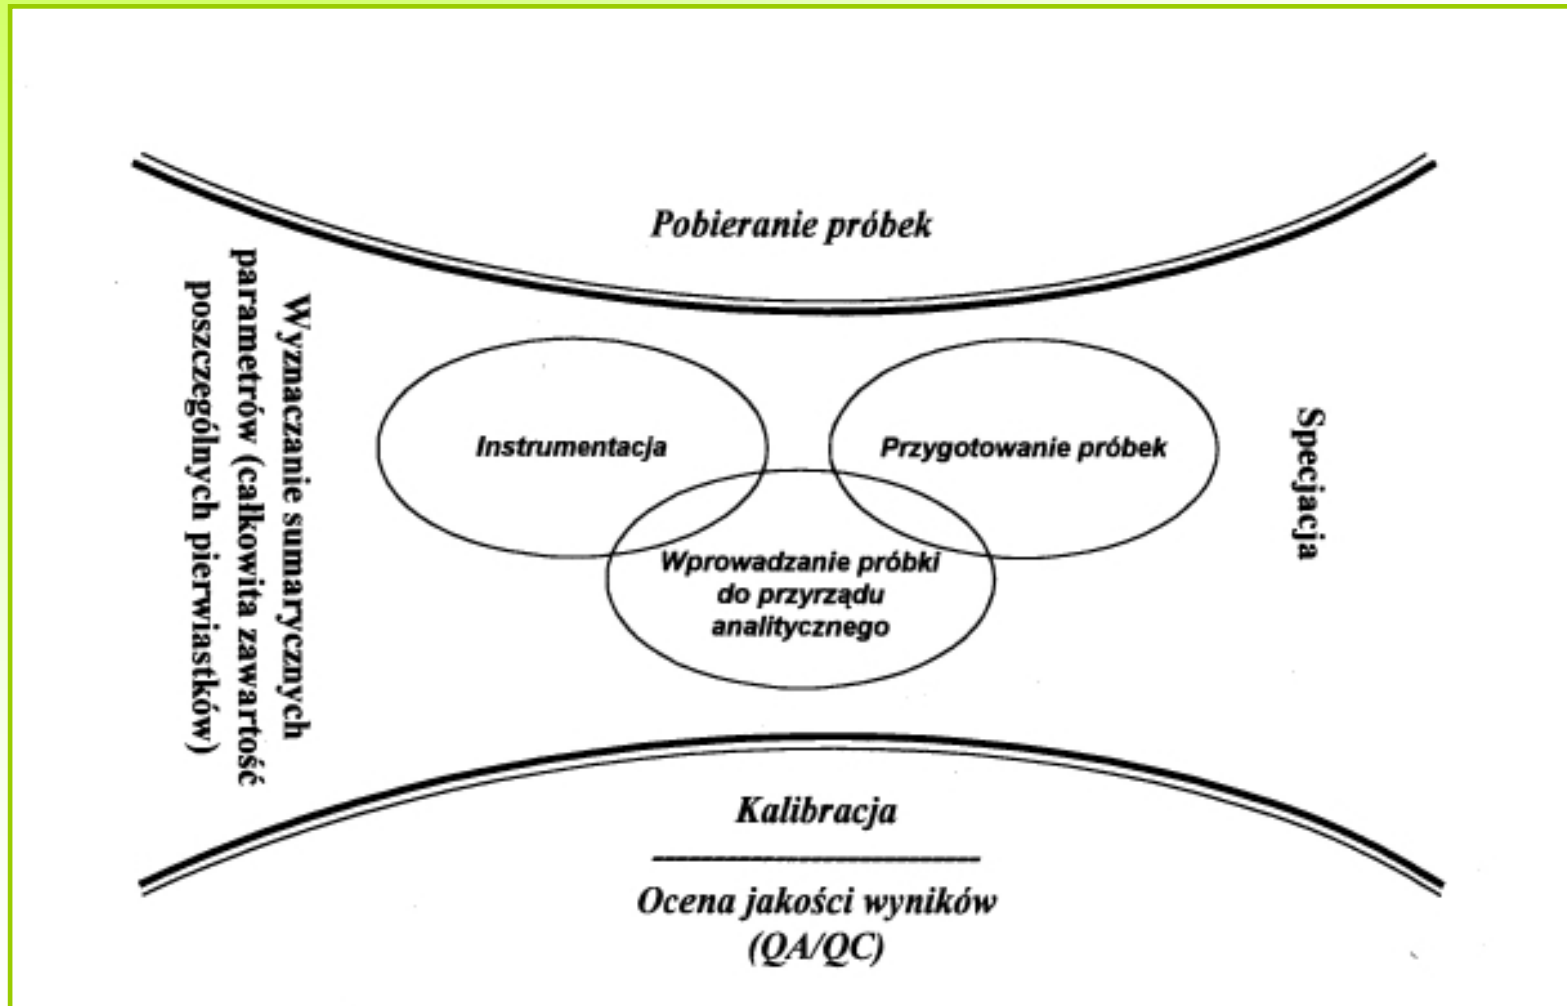 Pobieranie próbek
Wyznaczanie sumarycznych
parametrów (całkowita zawartość
poszczególnych pierwiastków)
Instrumentacja
Przygotowanie próbek
Wprowadzanie próbki
do przyrządu
analitycznego
Specjacja
Kalibracja
Ocena jakości wyników
(QA/QC)